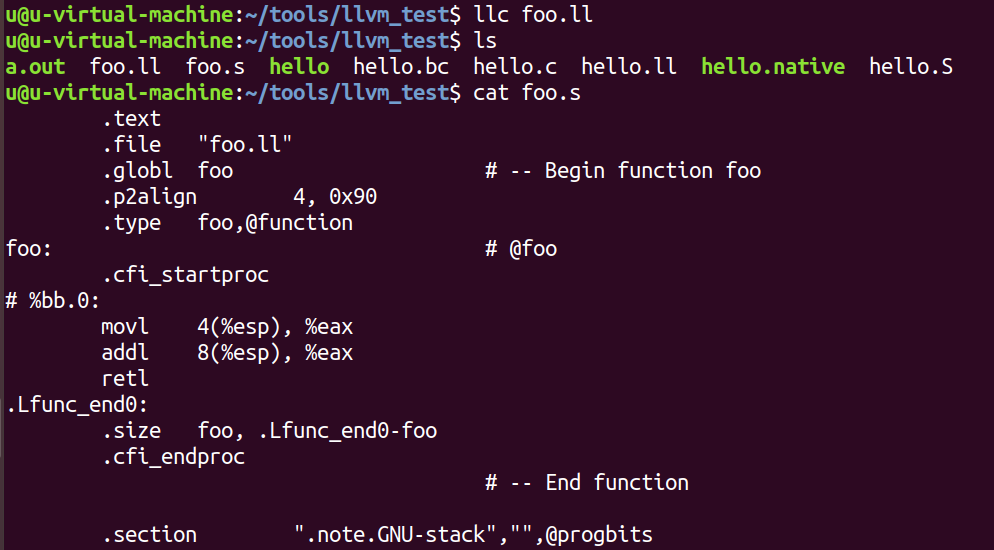 u@u-virtual-machine:~/tools/llvm_test$ llc foo.ll
u@u-virtual-machine:~/tools/llvm_test$ ls
a.out  foo.ll  foo.s  hello  hello.bc  hello.c  hello.ll  hello.native  hello.S
u@u-virtual-machine:~/tools/llvm_test$ cat foo.s
        .text
        .file   "foo.ll"
        .globl  foo                     # -- Begin function foo
        .p2align        4, 0x90
        .type   foo,@function
foo:                                    # @foo
        .cfi_startproc
# %bb.0:
        movl    4(%esp), %eax
        addl    8(%esp), %eax
        retl
.Lfunc_end0:
        .size   foo, .Lfunc_end0-foo
        .cfi_endproc
                                        # -- End function
        .section        ".note.GNU-stack","",@progbits